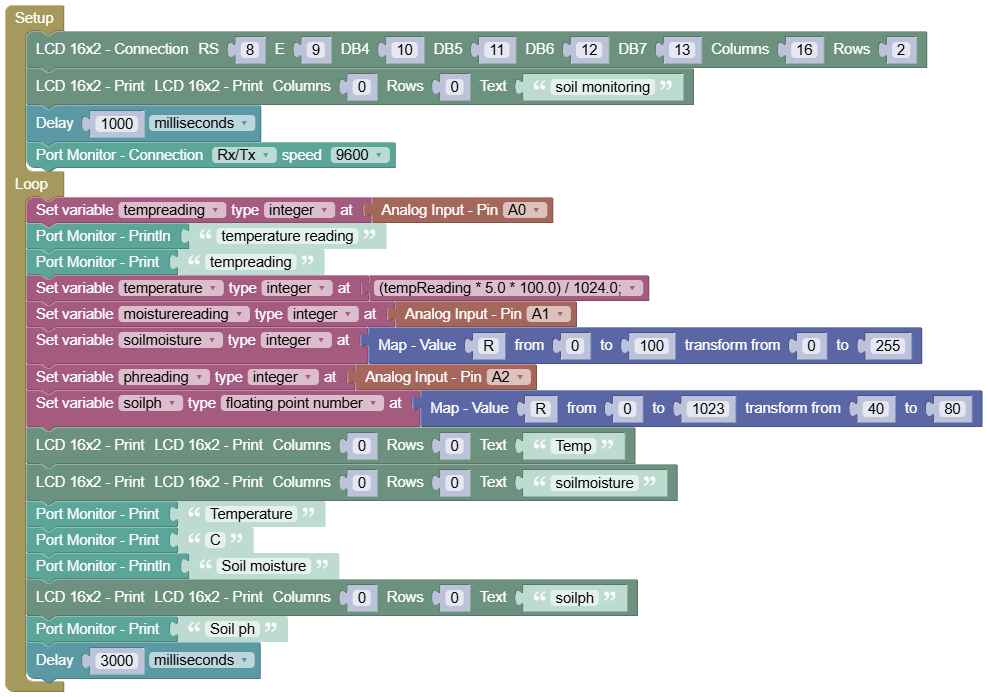 Setup
LCD 16x2 - Connection RS 8 E 9 DB4 10 DB5 11 DB6 12 DB7 13 Columns 16 Rows 2
LCD 16x2 - Print LCD 16x2 - Print Columns 0 Rows 0 Text “ soil monitoring ”
Delay 1000 milliseconds
Port Monitor - Connection Rx/Tx speed 9600
Loop
Set variable tempreading type integer at Analog Input - Pin A0
Port Monitor - Println “ temperature reading ”
Port Monitor - Print “ tempreading ”
Set variable temperature type integer at (tempReading * 5.0 * 100.0) / 1024.0;
Set variable moisturereading type integer at Analog Input - Pin A1
Set variable soilmoisture type integer at Map - Value R from 0 to 100 transform from 0 to 255
Set variable phreading type integer at Analog Input - Pin A2
Set variable soilph type floating point number at Map - Value R from 0 to 1023 transform from 40 to 80
LCD 16x2 - Print LCD 16x2 - Print Columns 0 Rows 0 Text “ Temp ”
LCD 16x2 - Print LCD 16x2 - Print Columns 0 Rows 0 Text “ soilmoisture ”
Port Monitor - Print “ Temperature ”
Port Monitor - Print “ C ”
Port Monitor - Println “ Soil moisture ”
LCD 16x2 - Print LCD 16x2 - Print Columns 0 Rows 0 Text “ soilph ”
Port Monitor - Print “ Soil ph ”
Delay 3000 milliseconds